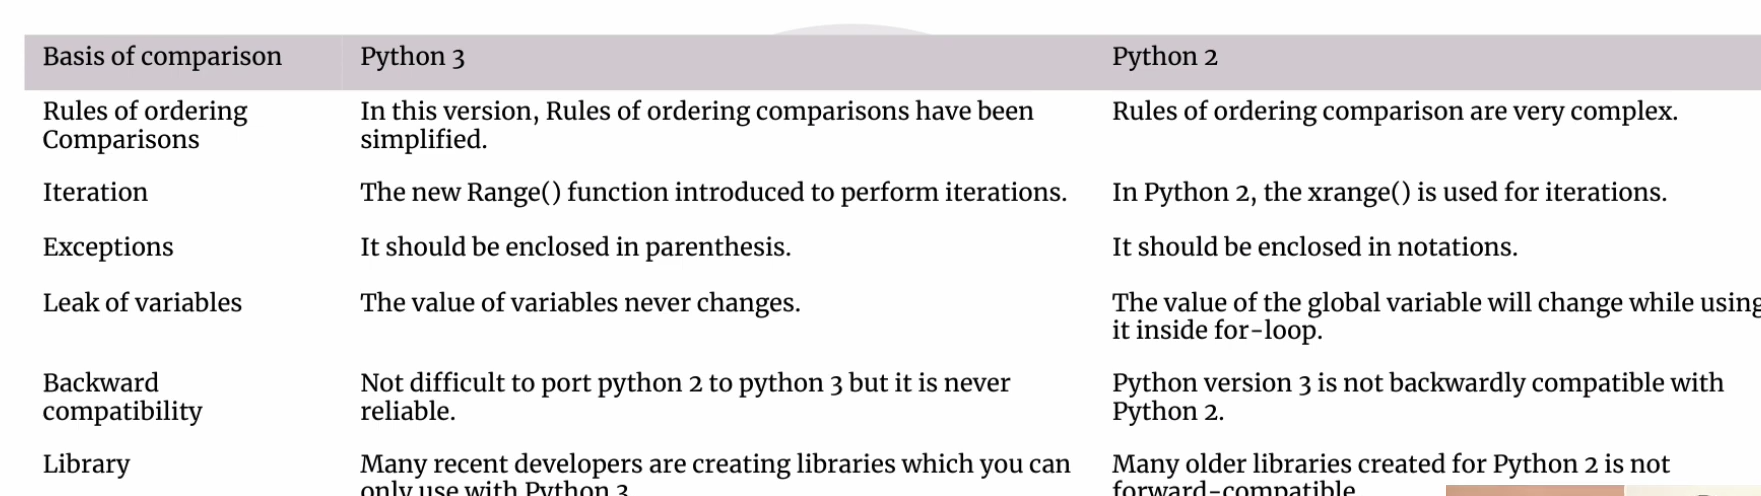 Basis of comparison Python 3 Python 2
Rules of ordering In this version, Rules of ordering comparisons have been Rules of ordering comparison are very complex.
Comparisons simplified.
Iteration The new Range() function introduced to perform iterations. In Python 2, the xrange() is used for iterations.
Exceptions It should be enclosed in parenthesis. It should be enclosed in notations.
Leak of variables The value of variables never changes. The value of the global variable will change while using
it inside for-loop.
Backward Not difficult to port python 2 to python 3 but it is never Python version 3 is not backwardly compatible with
compatibility reliable. Python 2.
Library Many recent developers are creating libraries which you can Many older libraries created for Python 2 is not
only use with Python 3. forward-compatible.